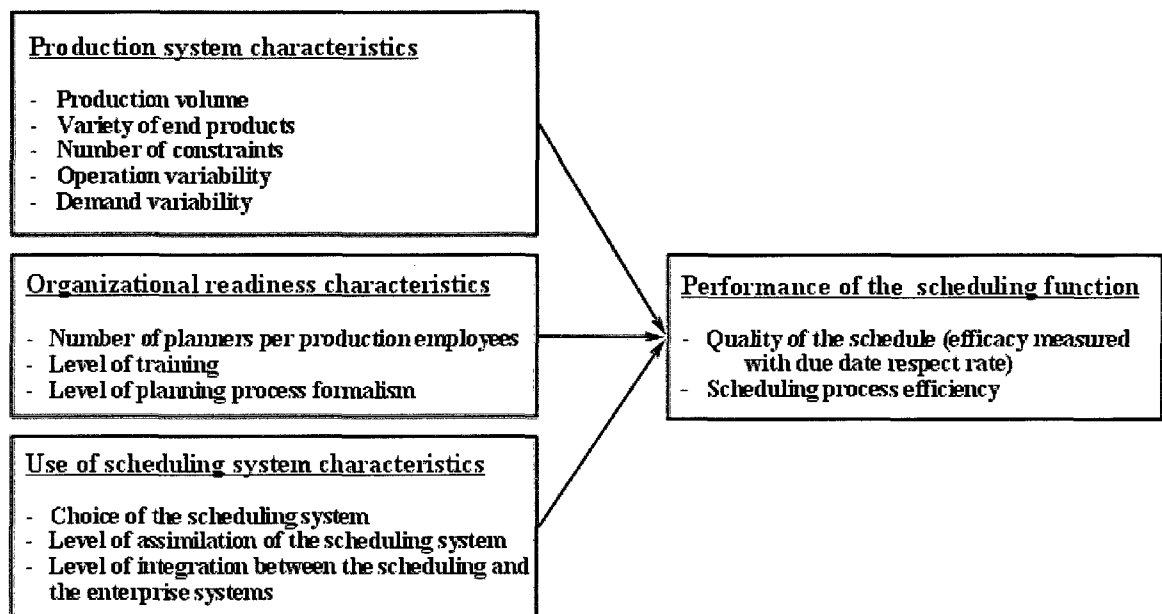 Production system characteristics
- Production volume
- Variety of end products
- Number of constraints
- Operation variability
- Demand variability
Organizational readiness characteristics
- Number of planners per production employees
- Level of training
- Level of planning process formalism
Use of scheduling system characteristics
- Choice of the scheduling system
- Level of assimilation of the scheduling system
- Level of integration between the scheduling and
the enterprise systems
Performance of the scheduling function
- Quality of the schedule (efficacy measured
with due date respect rate)
- Scheduling process efficiency